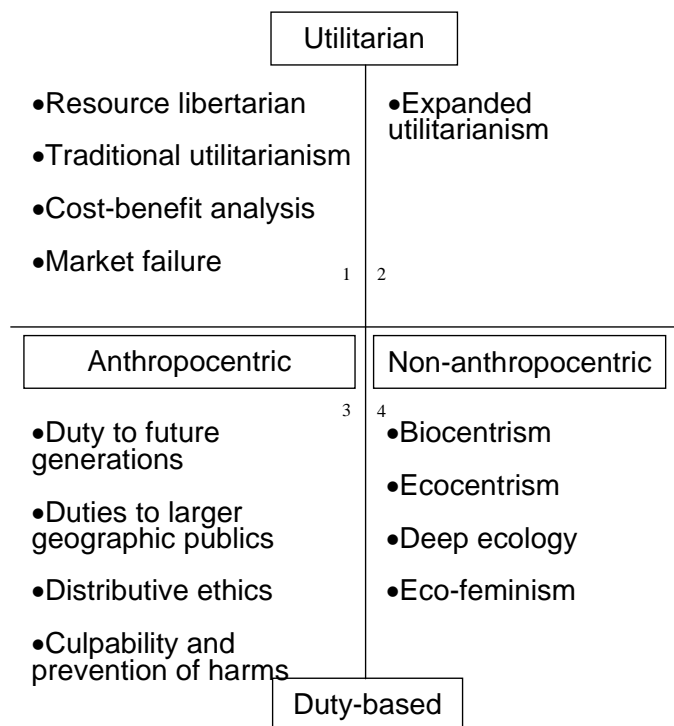 Utilitarian
•Resource libertarian
•Traditional utilitarianism
•Cost-benefit analysis
•Market failure
1
•Expanded
utilitarianism
2
Anthropocentric
Non-anthropocentric
3
•Duty to future
generations
•Duties to larger
geographic publics
•Distributive ethics
•Culpability and
prevention of harms
4
•Biocentrism
•Ecocentrism
•Deep ecology
•Eco-feminism
Duty-based